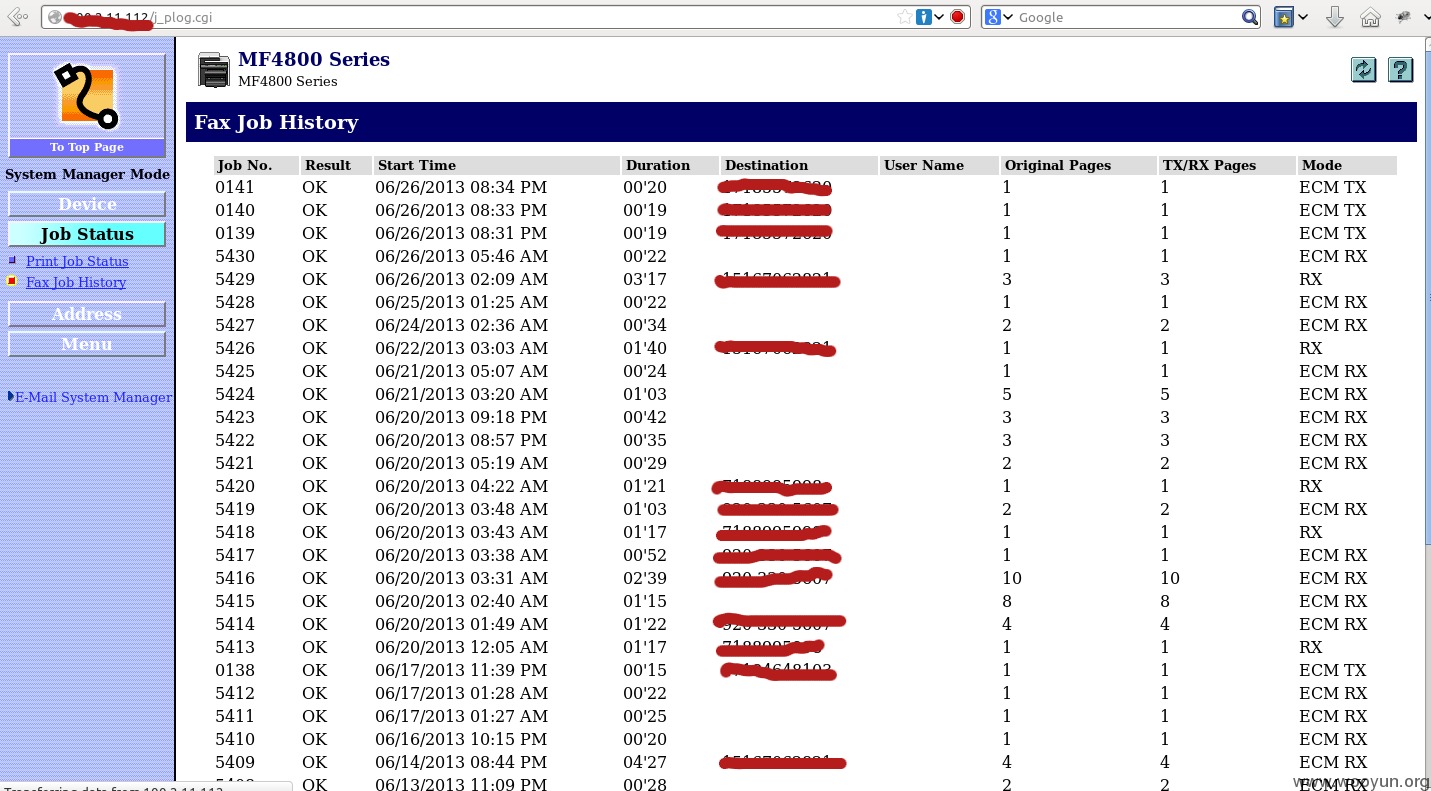 /j_plog.cgi
Google
MF4800 Series
MF4800 Series
To Top Page
System Manager Mode
Device
Job Status
Print Job Status
Fax Job History
Address
Menu
E-Mail System Manager
Fax Job History
Job No. Result Start Time Duration Destination User Name Original Pages TX/RX Pages Mode
0141 OK 06/26/2013 08:34 PM 00'20 1 1 ECM TX
0140 OK 06/26/2013 08:33 PM 00'19 1 1 ECM TX
0139 OK 06/26/2013 08:31 PM 00'19 1 1 ECM TX
5430 OK 06/26/2013 05:46 AM 00'22 1 1 ECM RX
5429 OK 06/26/2013 02:09 AM 03'17 3 3 RX
5428 OK 06/25/2013 01:25 AM 00'22 1 1 ECM RX
5427 OK 06/24/2013 02:36 AM 00'34 2 2 ECM RX
5426 OK 06/22/2013 03:03 AM 01'40 1 1 RX
5425 OK 06/21/2013 05:07 AM 00'24 1 1 ECM RX
5424 OK 06/21/2013 03:20 AM 01'03 5 5 ECM RX
5423 OK 06/20/2013 09:18 PM 00'42 3 3 ECM RX
5422 OK 06/20/2013 08:57 PM 00'35 3 3 ECM RX
5421 OK 06/20/2013 05:19 AM 00'29 2 2 ECM RX
5420 OK 06/20/2013 04:22 AM 01'21 1 1 RX
5419 OK 06/20/2013 03:48 AM 01'03 2 2 ECM RX
5418 OK 06/20/2013 03:43 AM 01'17 1 1 RX
5417 OK 06/20/2013 03:38 AM 00'52 1 1 ECM RX
5416 OK 06/20/2013 03:31 AM 02'39 10 10 ECM RX
5415 OK 06/20/2013 02:40 AM 01'15 8 8 ECM RX
5414 OK 06/20/2013 01:49 AM 01'22 4 4 ECM RX
5413 OK 06/20/2013 12:05 AM 01'17 1 1 RX
0138 OK 06/17/2013 11:39 PM 00'15 1 1 ECM TX
5412 OK 06/17/2013 01:28 AM 00'22 1 1 ECM RX
5411 OK 06/17/2013 01:27 AM 00'25 1 1 ECM RX
5410 OK 06/16/2013 10:15 PM 00'20 1 1 ECM RX
5409 OK 06/14/2013 08:44 PM 04'27 4 4 ECM RX
OK 06/13/2013 11:09 PM 00'28 2 2 ECM RX
www.wooyun.org